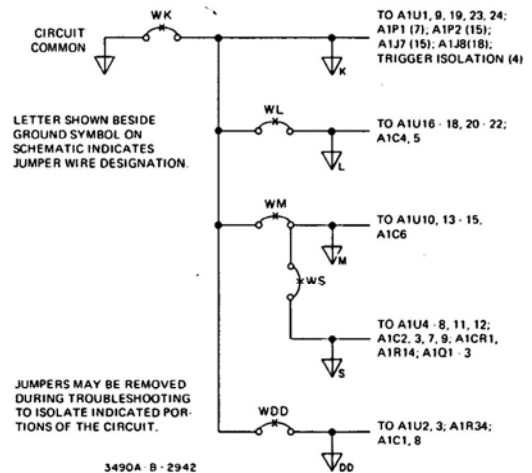 WK
CIRCUIT
COMMON
K
TO A1U1, 9, 19, 23, 24;
A1P1 (7); A1P2 (15);
A1J7 (15); A1J8(18);
TRIGGER ISOLATION (4)
LETTER SHOWN BESIDE
GROUND SYMBOL ON
SCHEMATIC INDICATES
JUMPER WIRE DESIGNATION.
WL
L
TO A1U16 - 18, 20 - 22;
A1C4, 5
WM
M
TO A1U10, 13 - 15,
A1C6
WS
S
TO A1U4 - 8, 11, 12;
A1C2, 3, 7, 9; A1CR1,
A1R14; A1Q1 - 3
JUMPERS MAY BE REMOVED
DURING TROUBLESHOOTING
TO ISOLATE INDICATED POR-
TIONS OF THE CIRCUIT.
WDD
DD
TO A1U2, 3; A1R34;
A1C1, 8
3490A - B - 2942